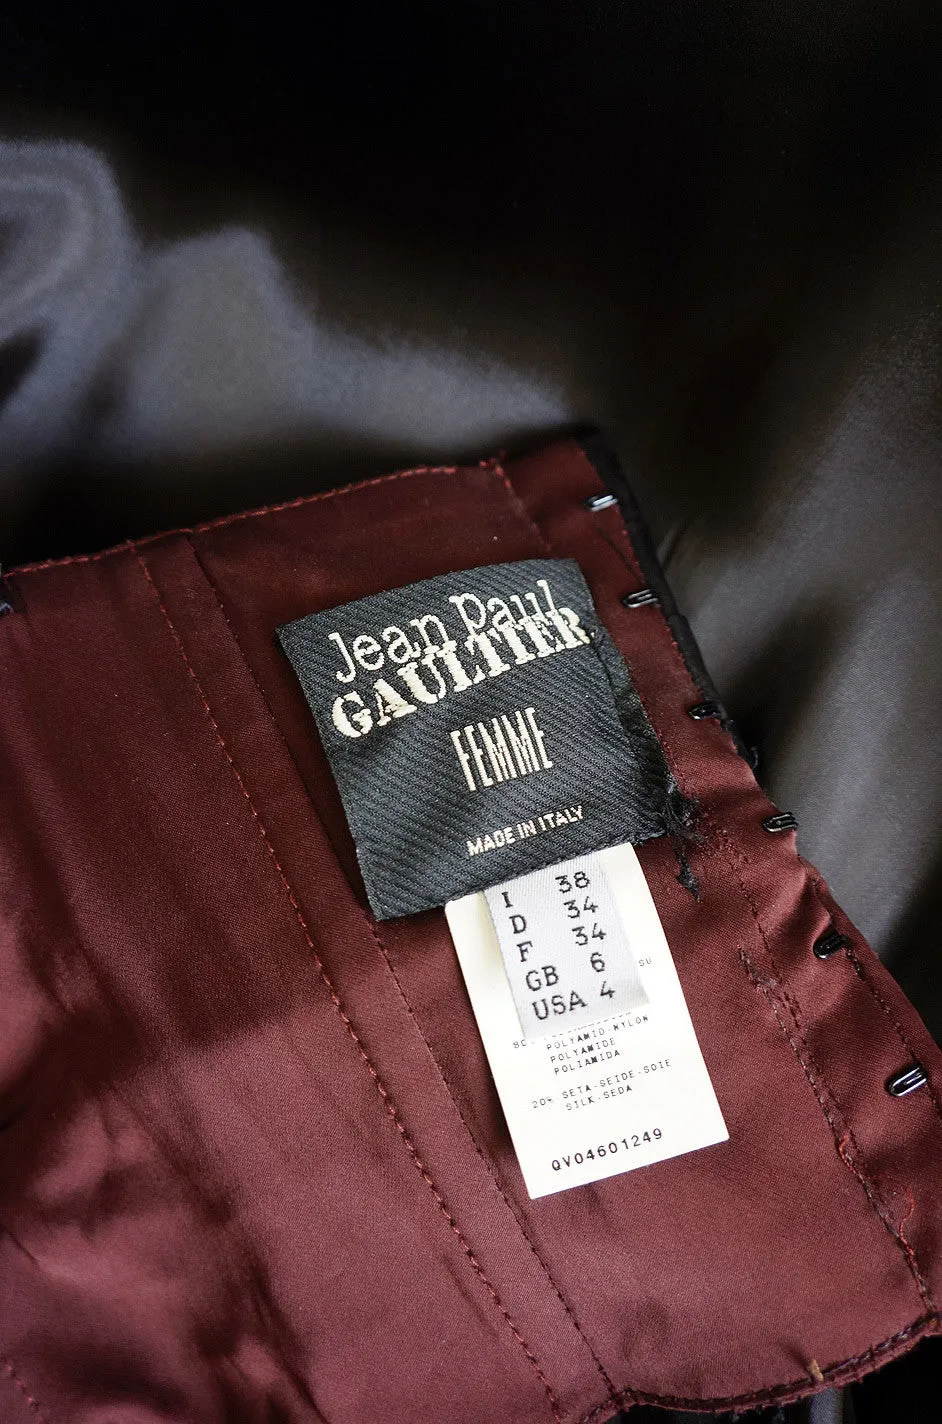 Jean Paul
GAULTIER
FEMME
MADE IN ITALY
I 38
D 34
F 34
GB 6
USA 4
SU
POLYAMID-NYLON
POLYAMIDE
POLIAMIDA
20% SETA-SEIDE-SOIE
SILK-SEDA
QV04601249